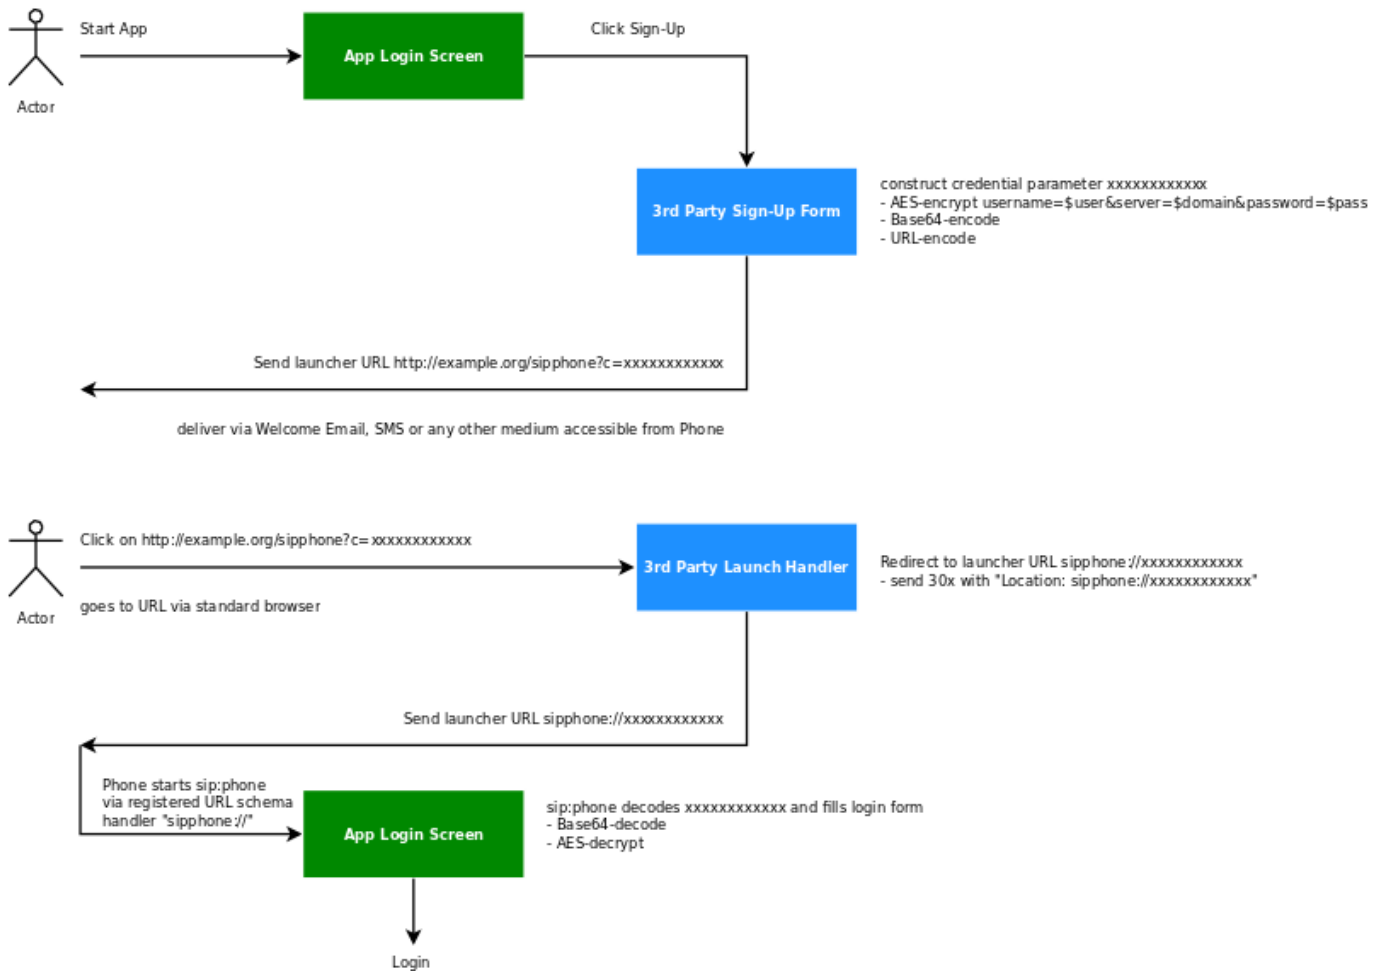 Start App
Click Sign-Up
App Login Screen
Actor
3rd Party Sign-Up Form
construct credential parameter xxxxxxxxxxxx
- AES-encrypt username=$user&server=$domain&password=$pass
- Base64-encode
- URL-encode
Send launcher URL http://example.org/sipphone?c=xxxxxxxxxxxx
deliver via Welcome Email, SMS or any other medium accessible from Phone
Click on http://example.org/sipphone?c=xxxxxxxxxxxx
3rd Party Launch Handler
Redirect to launcher URL sipphone://xxxxxxxxxxxx
- send 30x with "Location: sipphone://xxxxxxxxxxxx"
goes to URL via standard browser
Actor
Send launcher URL sipphone://xxxxxxxxxxxx
Phone starts sip:phone
via registered URL schema
handler "sipphone://"
App Login Screen
sip:phone decodes xxxxxxxxxxxx and fills login form
- Base64-decode
- AES-decrypt
Login